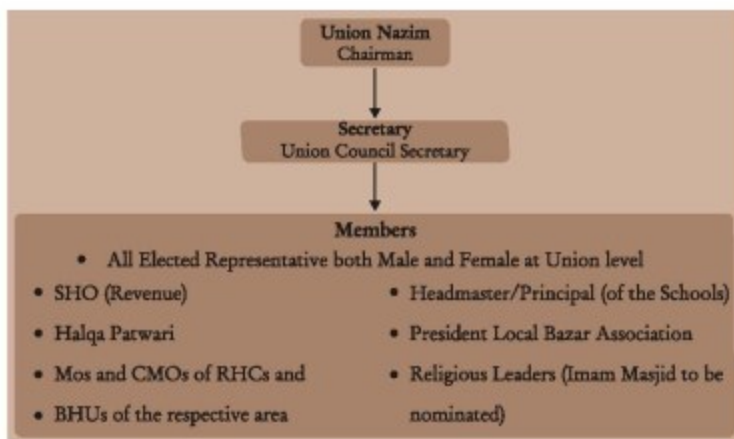 Union Nazim
Chairman
Secretary
Union Council Secretary
Members
• All Elected Representative both Male and Female at Union level
• SHO (Revenue)
• Halqa Patwari
• Mos and CMOs of RHCs and
• BHUs of the respective area
• Headmaster/Principal (of the Schools)
• President Local Bazar Association
• Religious Leaders (Imam Masjid to be
nominated)